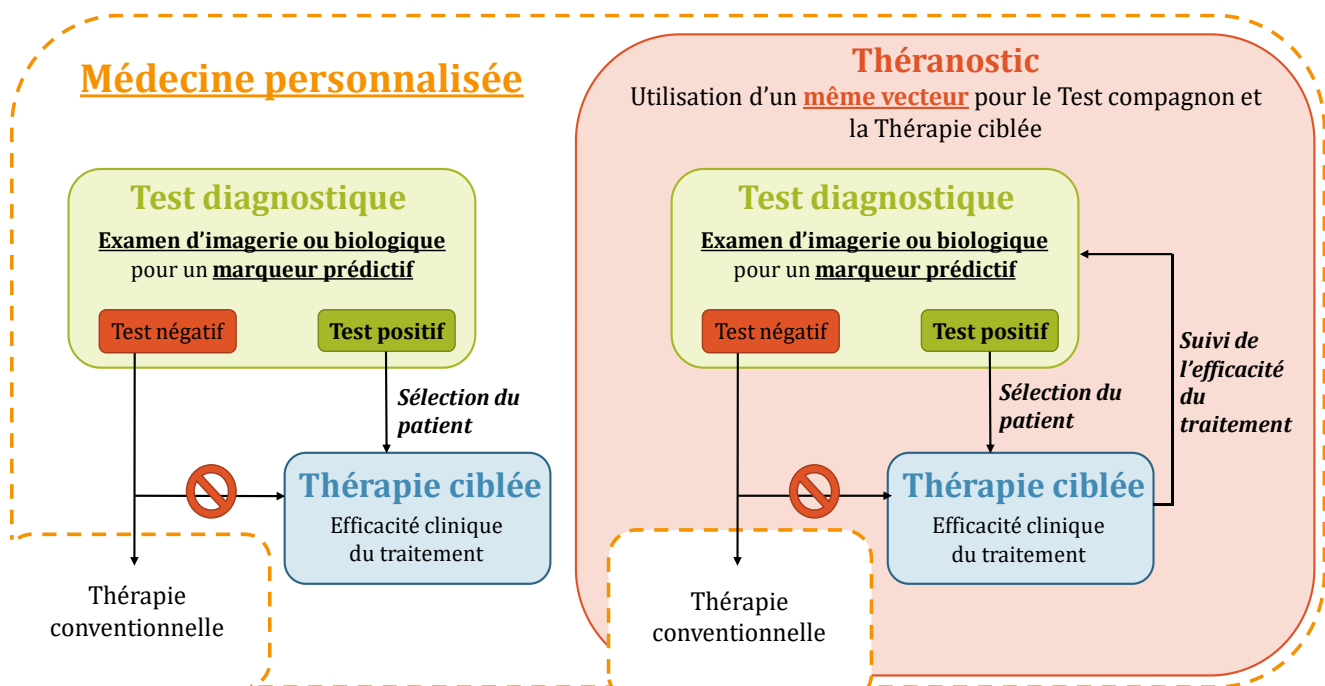 Médecine personnalisée
Test diagnostique
Examen d'imagerie ou biologique
pour un marqueur prédictif
Test négatif
Test positif
Sélection du
patient
Thérapie ciblée
Efficacité clinique
du traitement
Thérapie
conventionnelle
Théranostic
Utilisation d'un même vecteur pour le Test compagnon et
la Thérapie ciblée
Test diagnostique
Examen d'imagerie ou biologique
pour un marqueur prédictif
Test négatif
Test positif
Sélection du
patient
Suivi de
l'efficacité
du
traitement
Thérapie ciblée
Efficacité clinique
du traitement
Thérapie
conventionnelle